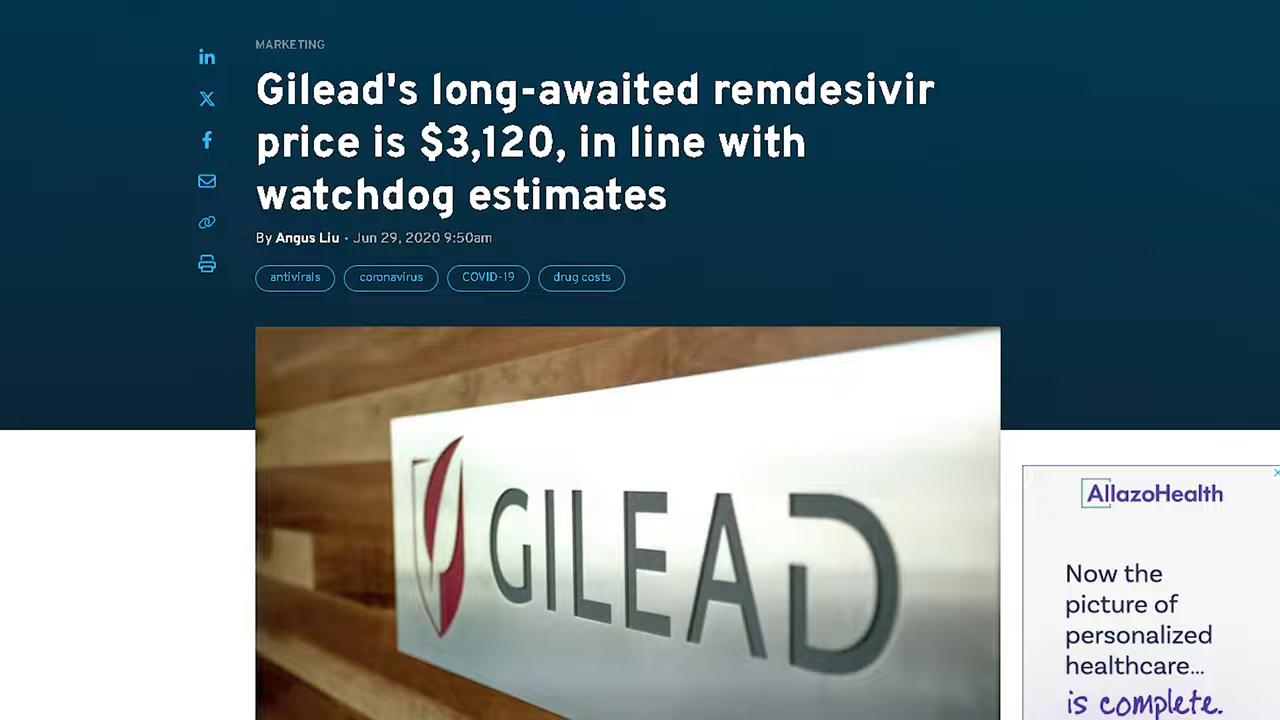 MARKETING
Gilead's long-awaited remdesivir
price is $3,120, in line with
watchdog estimates
By Angus Liu · Jun 29, 2020 9:50am
antivirals coronavirus COVID-19 drug costs
GILEAD
AllazoHealth
Now the
picture of
personalized
healthcare...
is complete.